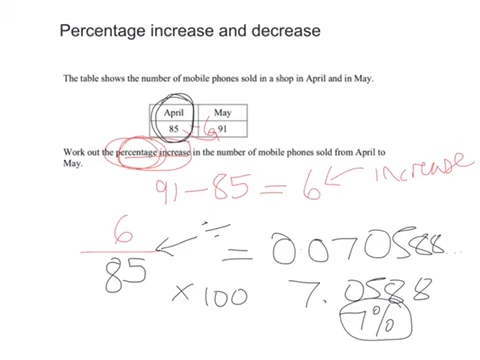 Percentage increase and decrease
The table shows the number of mobile phones sold in a shop in April and in May.
April May
85 6 91
Work out the percentage increase in the number of mobile phones sold from April to
May.
91 - 85 = 6 ← increase
6
85
← ÷ = 0.070588...
× 100 7.0588
7%